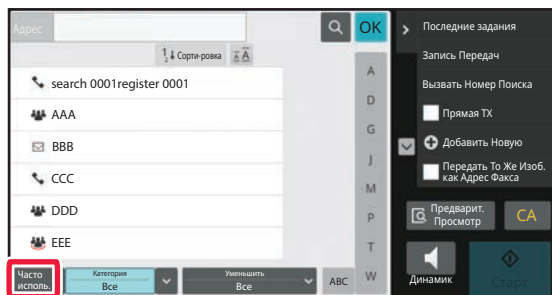 Адрес
OK
1 2 Сорти-ровка
search 0001register 0001
AAA
BBB
CCC
DDD
EEE
A
D
G
J
M
P
T
W
Часто
исполь.
Категория
Все
Уменьшить
Все
ABC
Последние задания
Запись Передач
Вызвать Номер Поиска
Прямая TX
Добавить Новую
Передать То Же Изоб.
как Адрес Факса
Предварит.
Просмотр
CA
Динамик
Старт